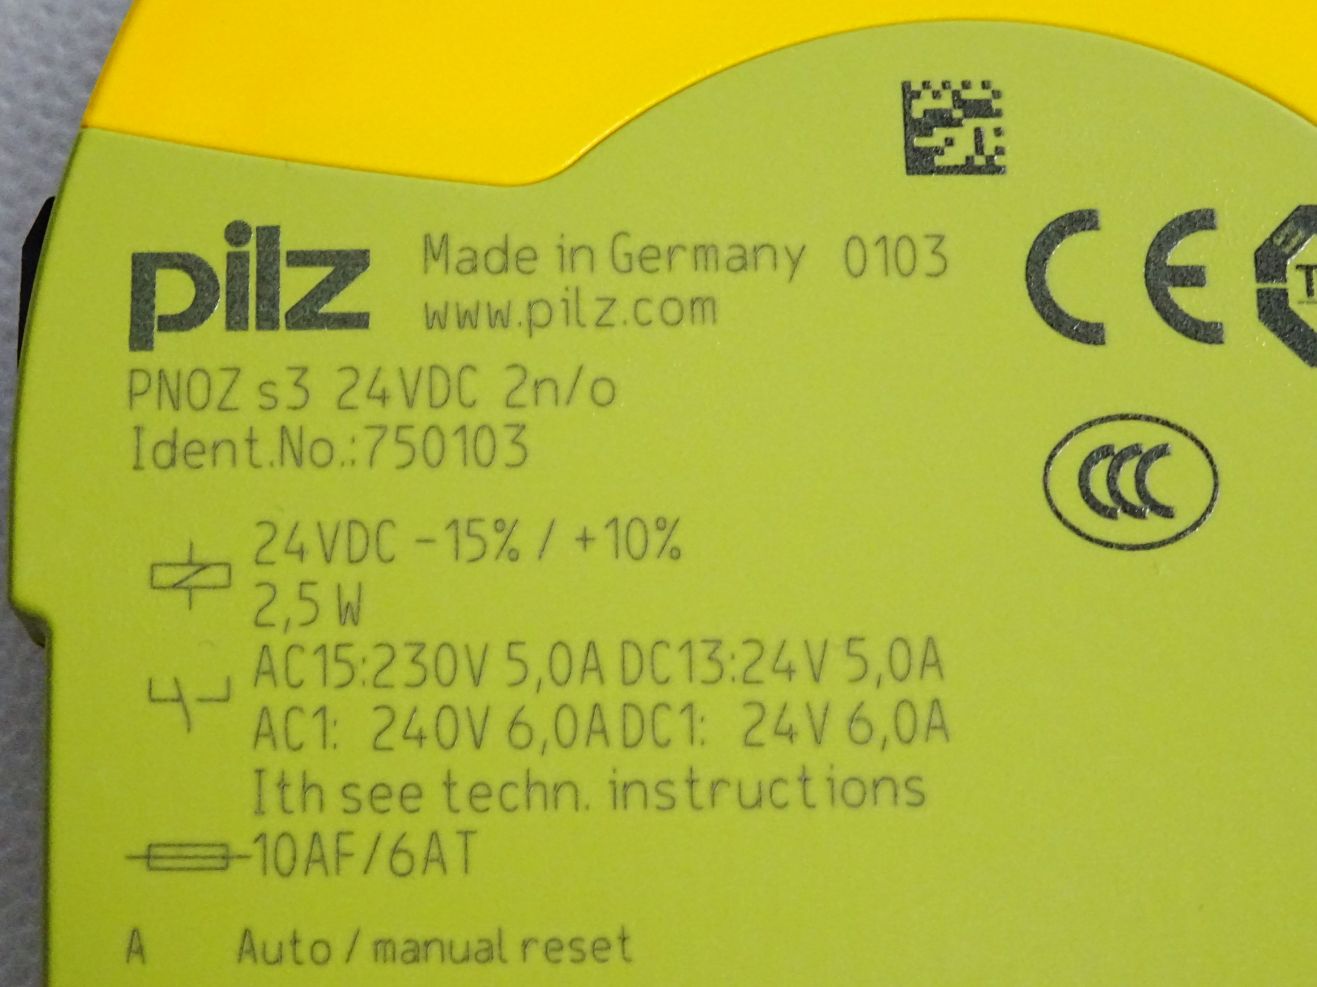 pilz Made in Germany 0103
www.pilz.com
CE
PNOZ s3 24VDC 2n/o
Ident.No.:750103
CCC
24VDC -15% / +10%
2,5 W
AC15:230V 5,0A DC13:24V 5,0A
AC1: 240V 6,0A DC1: 24V 6,0A
Ith see techn. instructions
10AF/6AT
A Auto / manual reset